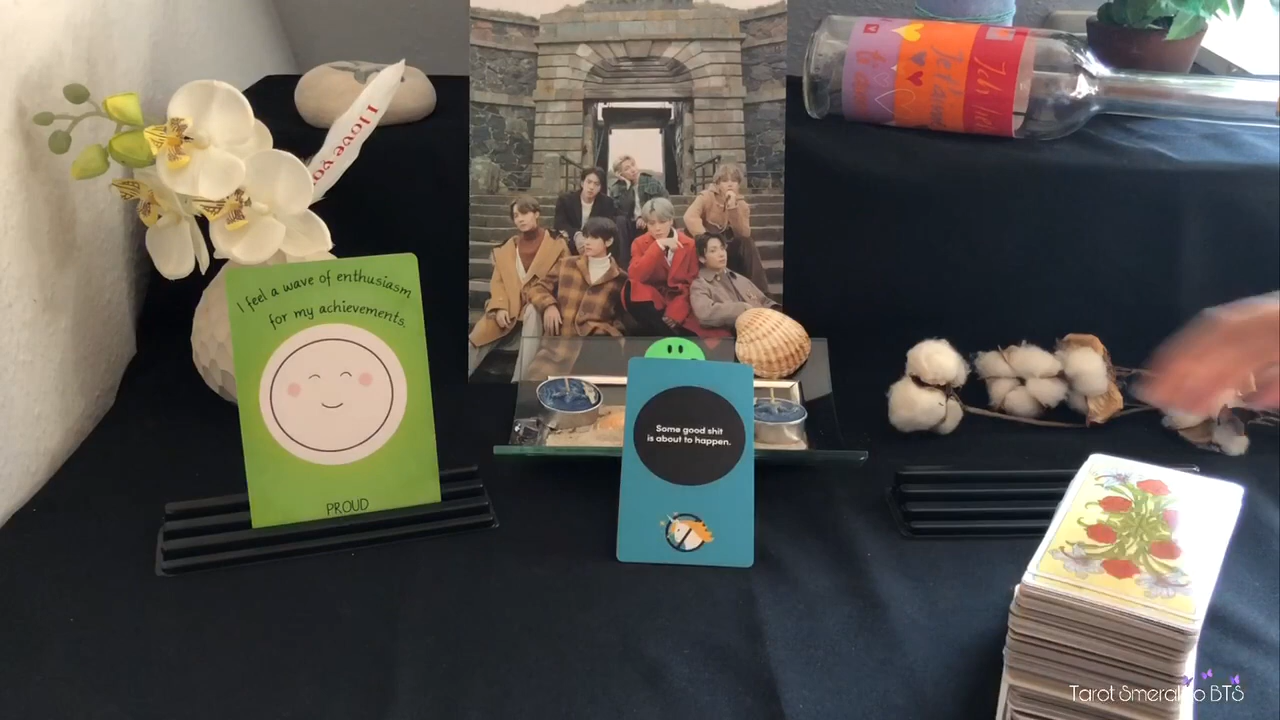 I love yo
I feel a wave of enthusiasm
for my achievements.
PROUD
Some good shit
is about to happen.
Tarot Smeraldo BTS